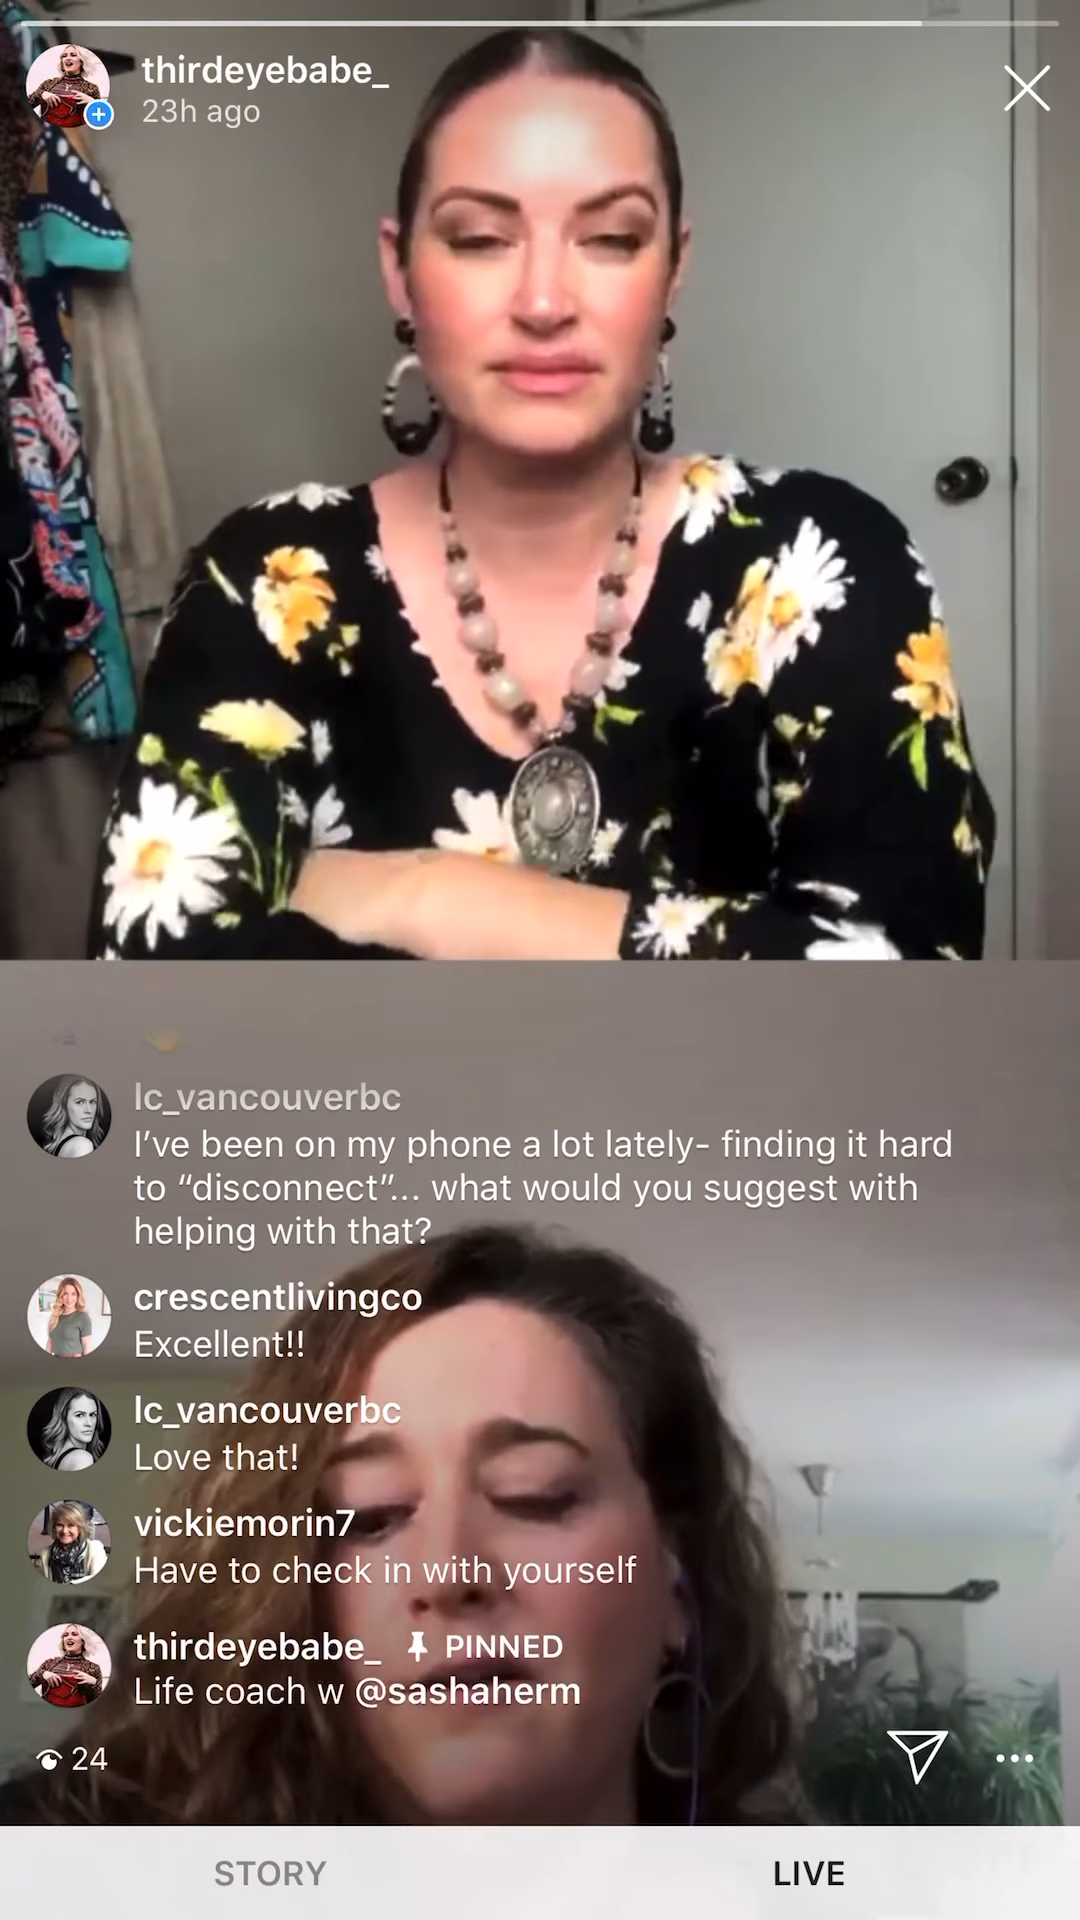 thirdeyebabe_
23h ago
lc_vancouverbc
I’ve been on my phone a lot lately- finding it hard
to “disconnect”... what would you suggest with
helping with that?
crescentlivingco
Excellent!!
lc_vancouverbc
Love that!
vickiemorin7
Have to check in with yourself
thirdeyebabe_ PINNED
Life coach w @sashaherm
24
STORY
LIVE